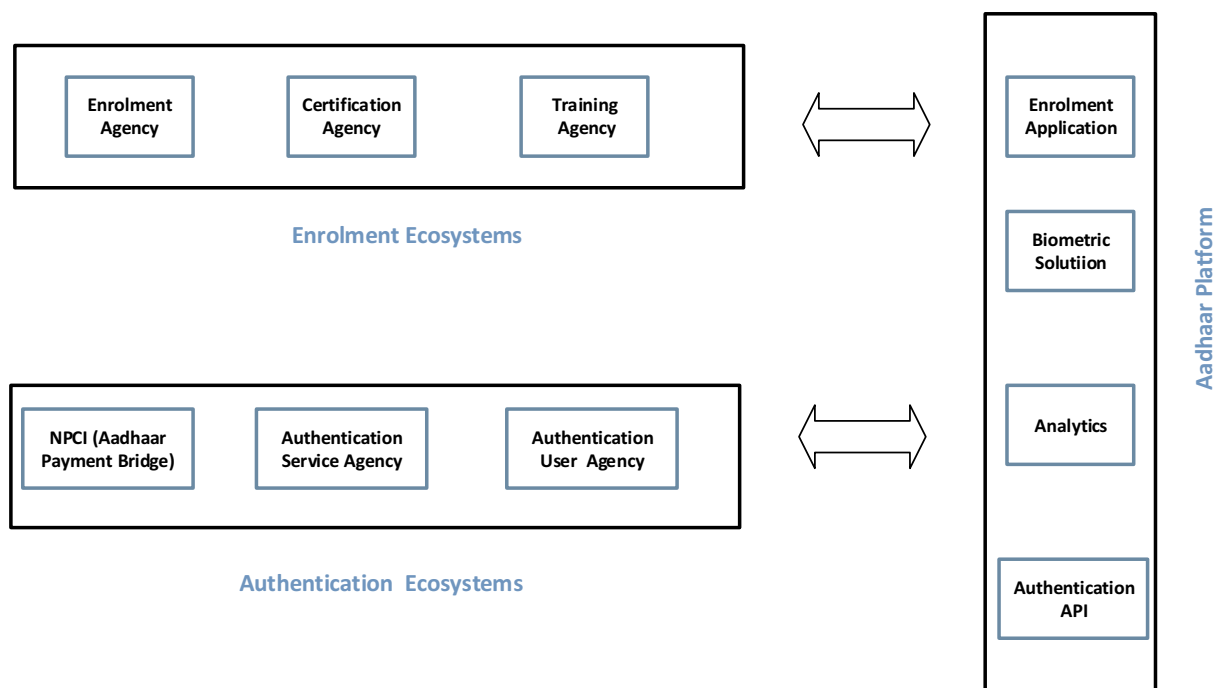 Enrolment
Agency
Certification
Agency
Training
Agency
Enrolment Ecosystems
NPCI (Aadhaar
Payment Bridge)
Authentication
Service Agency
Authentication
User Agency
Authentication Ecosystems
Enrolment
Application
Biometric
Solutiion
Analytics
Authentication
API
Aadhaar Platform